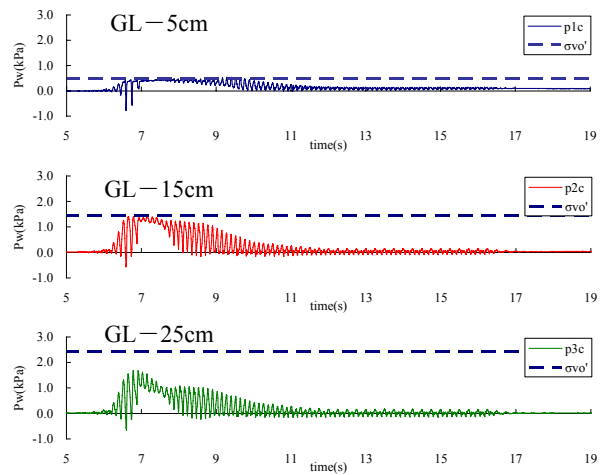 GL－5cm
3.0
2.0
1.0
0.0
-1.0
Pw(kPa)
p1c
σvo'
5 7 9 11 13 15 17 19
time(s)
GL－15cm
3.0
2.0
1.0
0.0
-1.0
Pw(kPa)
p2c
σvo'
5 7 9 11 13 15 17 19
time(s)
GL－25cm
3.0
2.0
1.0
0.0
-1.0
Pw(kPa)
p3c
σvo'
5 7 9 11 13 15 17 19
time(s)